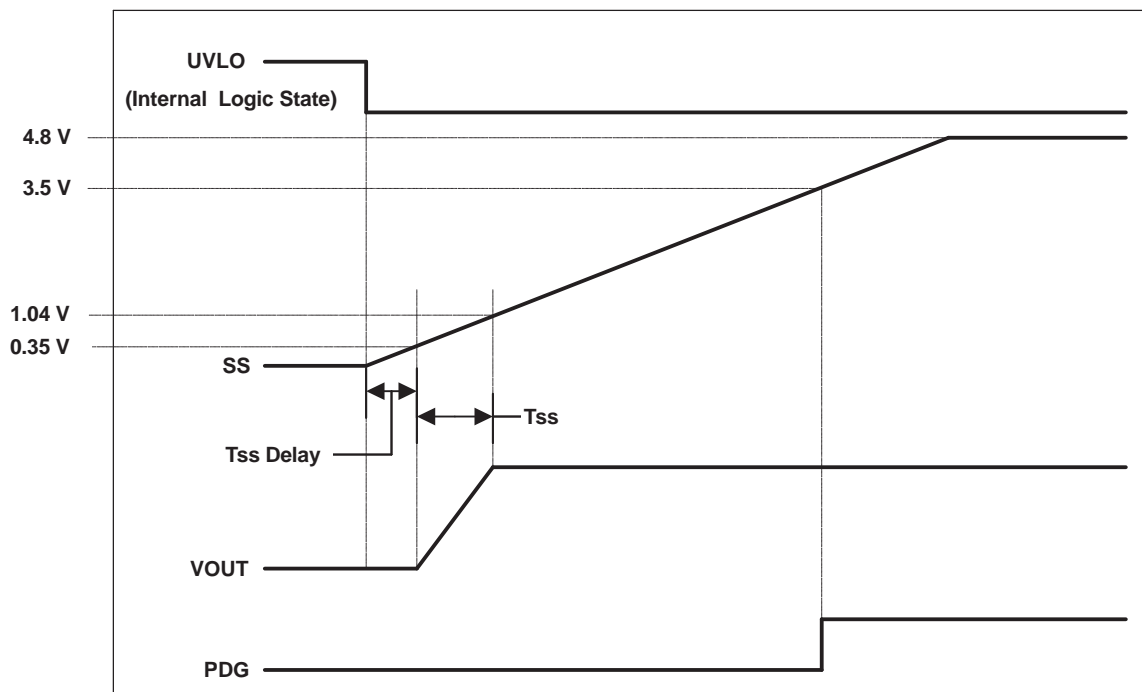 UVLO
(Internal Logic State)
4.8 V
3.5 V
1.04 V
0.35 V
SS
Tss
Tss Delay
VOUT
PDG